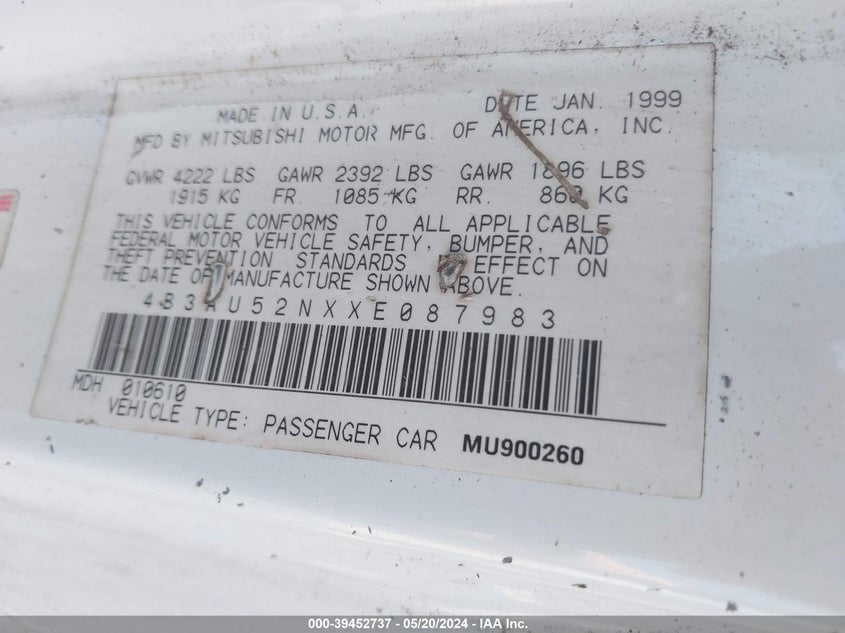 MADE IN U.S.A. DATE JAN. 1999
MFD BY MITSUBISHI MOTOR MFG. OF AMERICA, INC.
GVWR 4222 LBS GAWR 2392 LBS GAWR 1896 LBS
1915 KG FR. 1085 KG RR. 860 KG
THIS VEHICLE CONFORMS TO ALL APPLICABLE
FEDERAL MOTOR VEHICLE SAFETY, BUMPER, AND
THEFT PREVENTION STANDARDS IN EFFECT ON
THE DATE OF MANUFACTURE SHOWN ABOVE.
4B3AU52NXXE087983
MDH 010610
VEHICLE TYPE: PASSENGER CAR MU900260
000-39452737 - 05/20/2024 - IAA Inc.